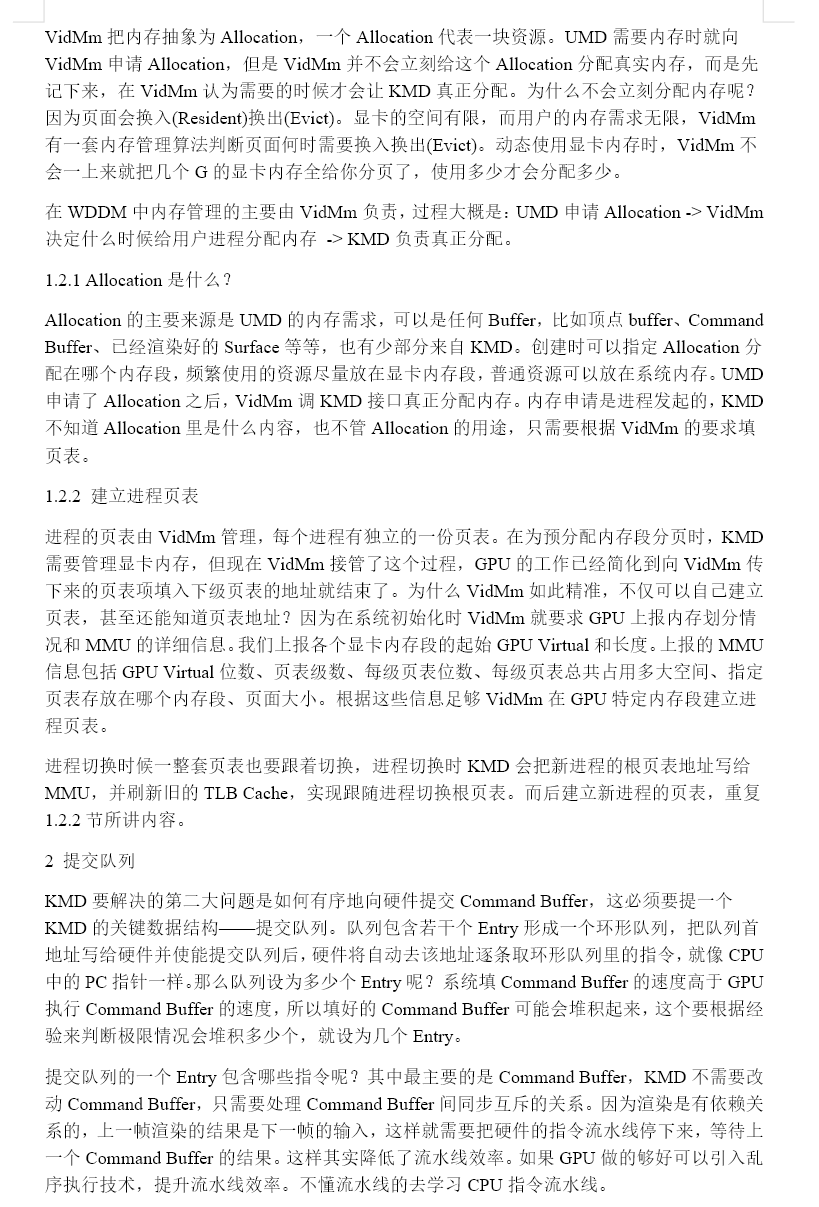 VidMm 把内存抽象为 Allocation，一个 Allocation 代表一块资源。UMD 需要内存时就向
VidMm 申请 Allocation，但是 VidMm 并不会立刻给这个 Allocation 分配真实内存，而是先
记下来，在 VidMm 认为需要的时候才会让 KMD 真正分配。为什么不会立刻分配内存呢？
因为页面会换入(Resident)换出(Evict)。显卡的空间有限，而用户的内存需求无限，VidMm
有一套内存管理算法判断页面何时需要换入换出(Evict)。动态使用显卡内存时，VidMm 不
会一上来就把几个 G 的显卡内存全给你分页了，使用多少才会分配多少。
在 WDDM 中内存管理的主要由 VidMm 负责，过程大概是：UMD 申请 Allocation -> VidMm
决定什么时候给用户进程分配内存 -> KMD 负责真正分配。
1.2.1 Allocation 是什么？
Allocation 的主要来源是 UMD 的内存需求，可以是任何 Buffer，比如顶点 buffer、Command
Buffer、已经渲染好的 Surface 等等，也有少部分来自 KMD。创建时可以指定 Allocation 分
配在哪个内存段，频繁使用的资源尽量放在显卡内存段，普通资源可以放在系统内存。UMD
申请了 Allocation 之后，VidMm 调 KMD 接口真正分配内存。内存申请是进程发起的，KMD
不知道 Allocation 里是什么内容，也不管 Allocation 的用途，只需要根据 VidMm 的要求填
页表。
1.2.2 建立进程页表
进程的页表由 VidMm 管理，每个进程有独立的一份页表。在为预分配内存段分页时，KMD
需要管理显卡内存，但现在 VidMm 接管了这个过程，GPU 的工作已经简化到向 VidMm 传
下来的页表项填入下级页表的地址就结束了。为什么 VidMm 如此精准，不仅可以自己建立
页表，甚至还能知道页表地址？因为在系统初始化时 VidMm 就要求 GPU 上报内存划分情
况和 MMU 的详细信息。我们上报各个显卡内存段的起始 GPU Virtual 和长度。上报的 MMU
信息包括 GPU Virtual 位数、页表级数、每级页表位数、每级页表总共占用多大空间、指定
页表存放在哪个内存段、页面大小。根据这些信息足够 VidMm 在 GPU 特定内存段建立进
程页表。
进程切换时候一整套页表也要跟着切换，进程切换时 KMD 会把新进程的根页表地址写给
MMU，并刷新旧的 TLB Cache，实现跟随进程切换根页表。而后建立新进程的页表，重复
1.2.2 节所讲内容。
2 提交队列
KMD 要解决的第二大问题是如何有序地向硬件提交 Command Buffer，这必须要提一个
KMD 的关键数据结构——提交队列。队列包含若干个 Entry 形成一个环形队列，把队列首
地址写给硬件并使能提交队列后，硬件将自动去该地址逐条取环形队列里的指令，就像 CPU
中的 PC 指针一样。那么队列设为多少个 Entry 呢？系统填 Command Buffer 的速度高于 GPU
执行 Command Buffer 的速度，所以填好的 Command Buffer 可能会堆积起来，这个要根据经
验来判断极限情况会堆积多少个，就设为几个 Entry。
提交队列的一个 Entry 包含哪些指令呢？其中最主要的是 Command Buffer，KMD 不需要改
动 Command Buffer，只需要处理 Command Buffer 间同步互斥的关系。因为渲染是有依赖关
系的，上一帧渲染的结果是下一帧的输入，这样就需要把硬件的指令流水线停下来，等待上
一个 Command Buffer 的结果。这样其实降低了流水线效率。如果 GPU 做的够好可以引入乱
序执行技术，提升流水线效率。不懂流水线的去学习 CPU 指令流水线。